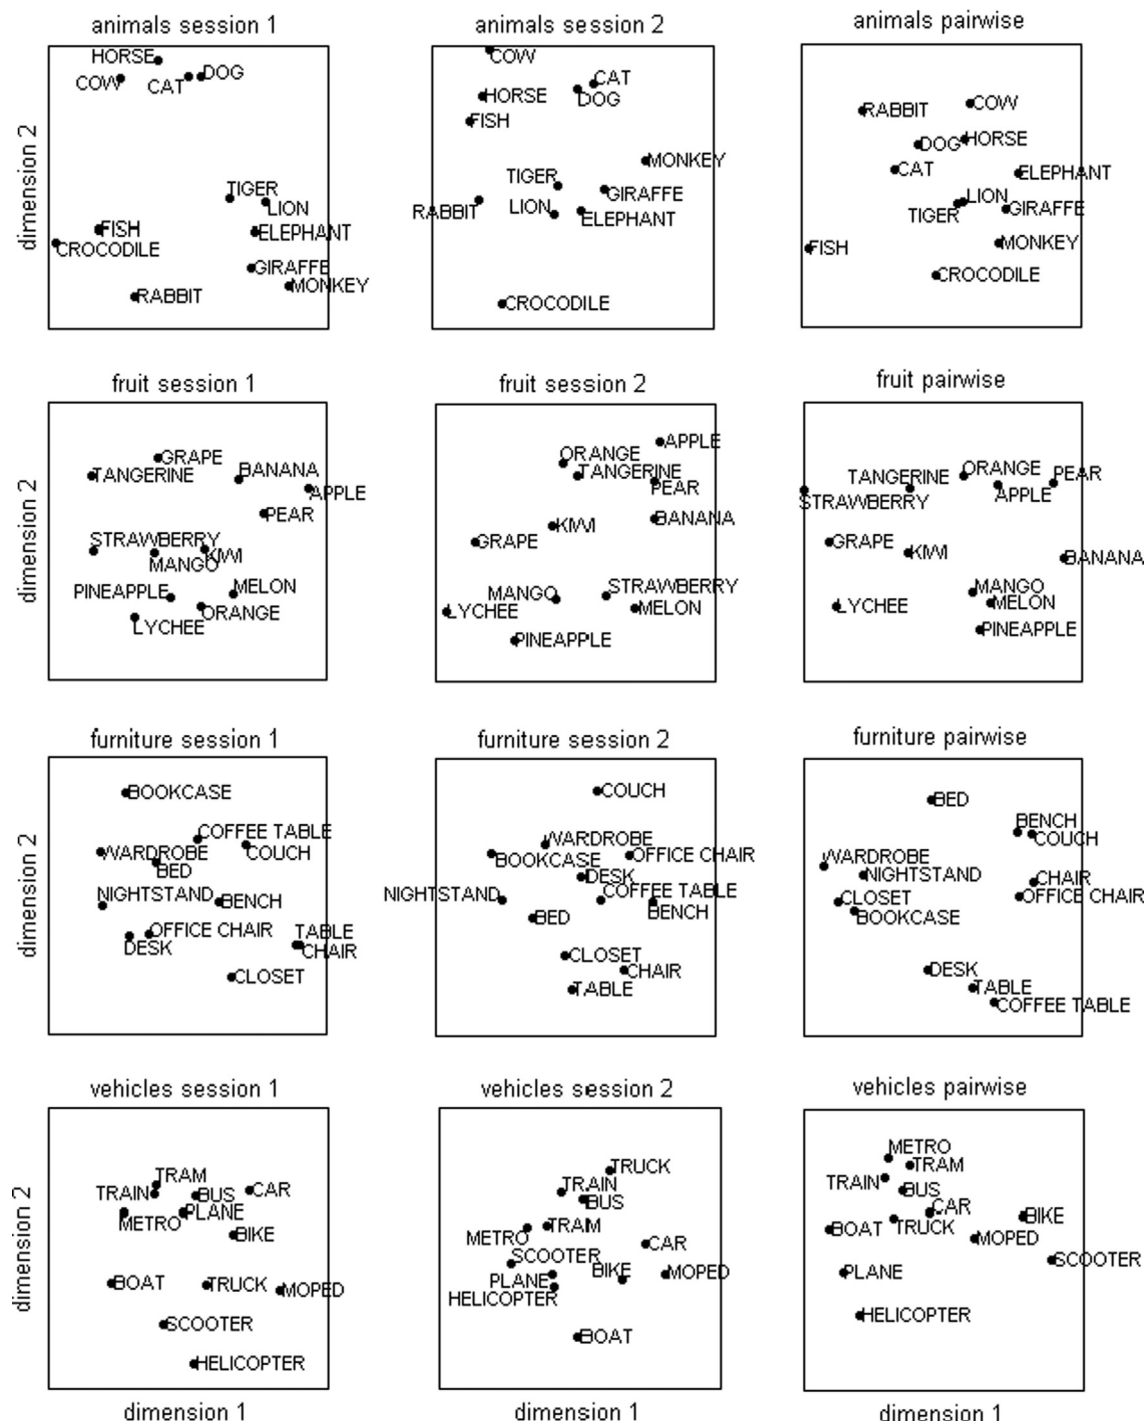 animals session 1
animals session 2
animals pairwise
dimension 2
HORSE
COW
CAT
DOG
TIGER
LION
FISH
ELEPHANT
CROCODILE
GIRAFFE
MONKEY
RABBIT
COW
CAT
HORSE
DOG
FISH
MONKEY
TIGER
GIRAFFE
RABBIT
LION
ELEPHANT
CROCODILE
RABBIT
COW
DOG
HORSE
CAT
ELEPHANT
LION
TIGER
GIRAFFE
FISH
MONKEY
CROCODILE
fruit session 1
fruit session 2
fruit pairwise
dimension 2
GRAPE
TANGERINE
BANANA
APPLE
PEAR
STRAWBERRY
KIWI
MANGO
PINEAPPLE
MELON
ORANGE
LYCHEE
APPLE
ORANGE
TANGERINE
PEAR
BANANA
KIWI
GRAPE
MANGO
STRAWBERRY
LYCHEE
MELON
PINEAPPLE
TANGERINE
ORANGE
PEAR
STRAWBERRY
APPLE
GRAPE
KIWI
BANANA
MANGO
LYCHEE
MELON
PINEAPPLE
furniture session 1
furniture session 2
furniture pairwise
dimension 2
BOOKCASE
COFFEE TABLE
WARDROBE
COUCH
BED
NIGHTSTAND
BENCH
OFFICE CHAIR
TABLE
DESK
CHAIR
CLOSET
COUCH
WARDROBE
BOOKCASE
OFFICE CHAIR
DESK
NIGHTSTAND
COFFEE TABLE
BENCH
BED
CLOSET
CHAIR
TABLE
BED
BENCH
COUCH
WARDROBE
NIGHTSTAND
CHAIR
CLOSET
OFFICE CHAIR
BOOKCASE
DESK
TABLE
COFFEE TABLE
vehicles session 1
vehicles session 2
vehicles pairwise
dimension 2
TRAM
TRAIN
BUS
CAR
METRO
PLANE
BIKE
BOAT
TRUCK
MOPED
SCOOTER
HELICOPTER
TRUCK
TRAIN
BUS
METRO
TRAM
CAR
SCOOTER
PLANE
BIKE
MOPED
HELICOPTER
BOAT
METRO
TRAM
TRAIN
BUS
CAR
BOAT
TRUCK
BIKE
MOPED
SCOOTER
PLANE
HELICOPTER
dimension 1
dimension 1
dimension 1